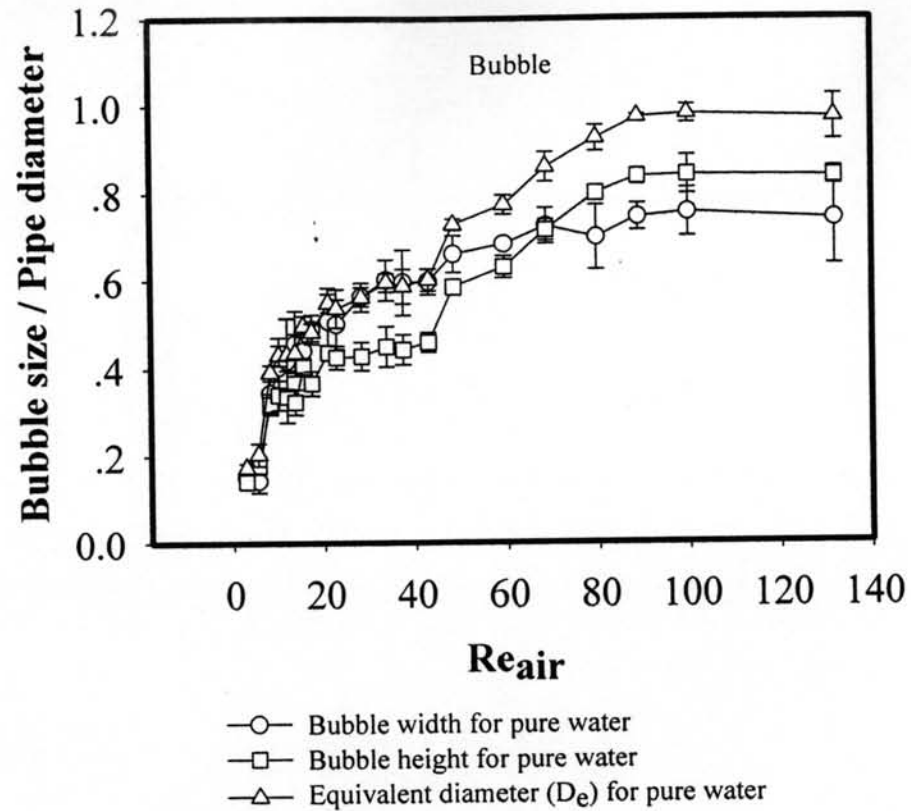 1.2
1.0
.8
.6
.4
.2
0.0
Bubble size / Pipe diameter
Bubble
0 20 40 60 80 100 120 140
Re_air
Bubble width for pure water
Bubble height for pure water
Equivalent diameter (D_e) for pure water